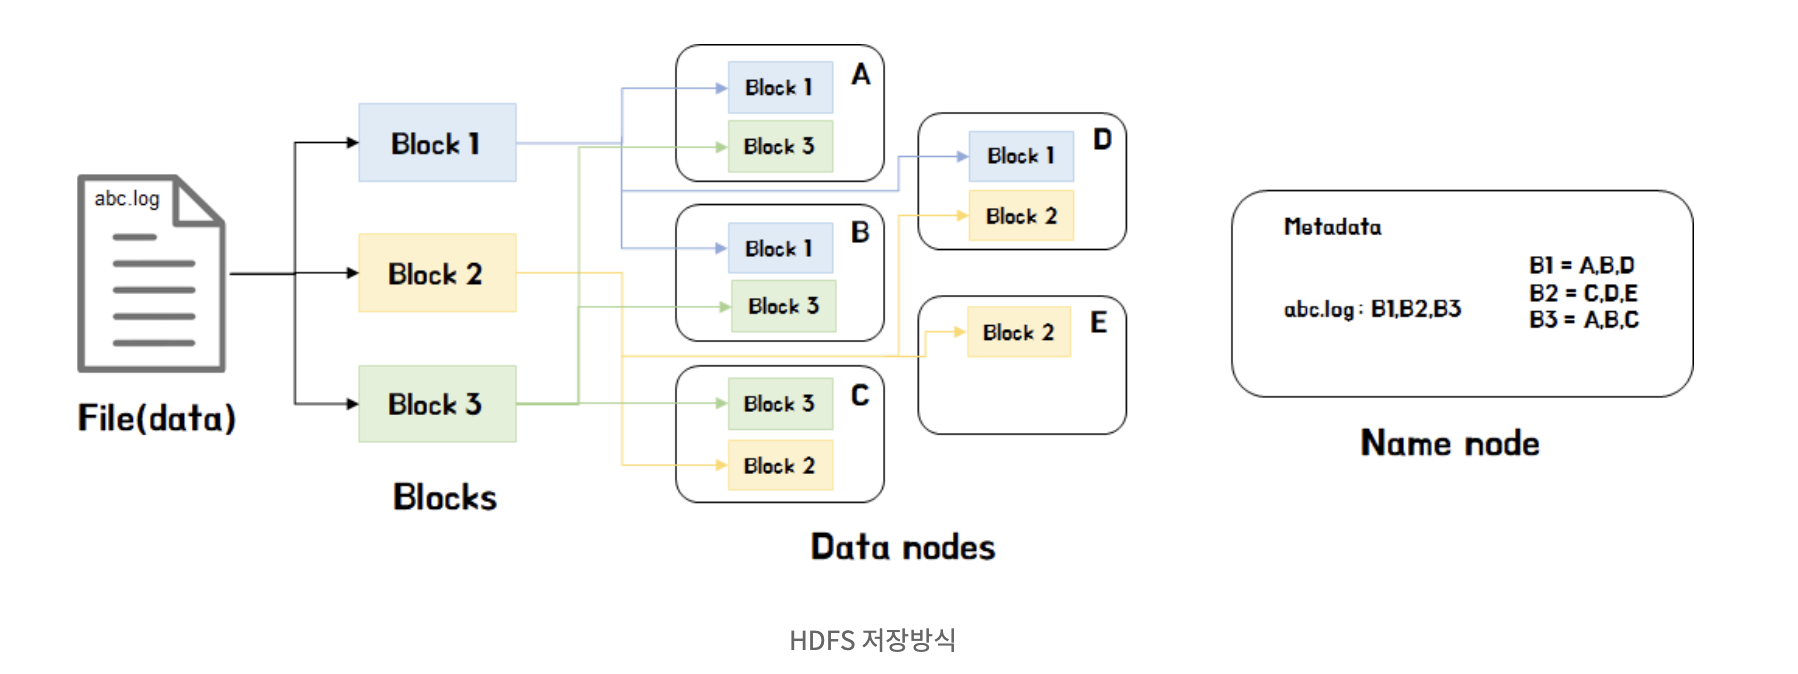 abc.log
File(data)
Block 1
Block 2
Block 3
Blocks
Block 1
A
Block 3
Block 1
B
Block 3
Block 3
C
Block 2
Block 1
D
Block 2
Block 2
E
Data nodes
Metadata
abc.log: B1,B2,B3
B1 = A,B,D
B2 = C,D,E
B3 = A,B,C
Name node
HDFS 저장방식